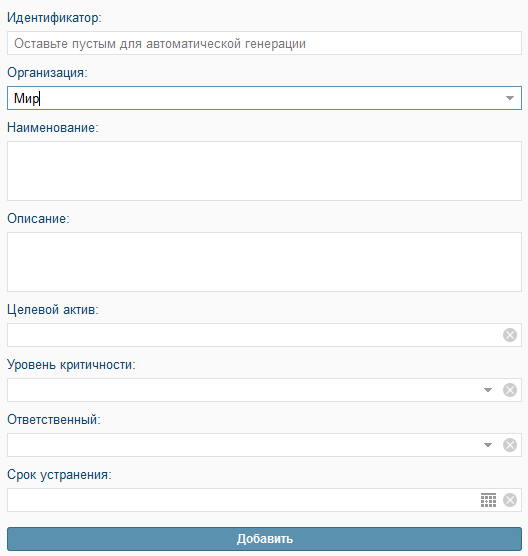 Идентификатор:
Оставьте пустым для автоматической генерации
Организация:
Мир
Наименование:
Описание:
Целевой актив:
Уровень критичности:
Ответственный:
Срок устранения:
Добавить